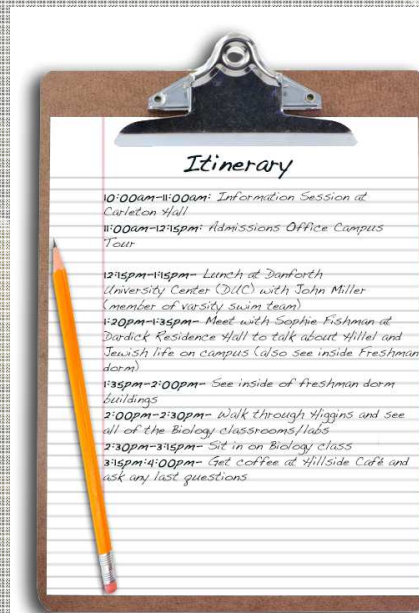 Itinerary
10:00am-11:00am: Information Session at
Carleton Hall
11:00am-12:15pm: Admissions Office Campus
Tour
12:15pm-1:15pm- Lunch at Danforth
University Center (DUC) with John Miller
(member of varsity swim team)
1:20pm-1:35pm- Meet with Sophie Fishman at
Dardick Residence Hall to talk about Hillel and
Jewish life on campus (also see inside Freshman
dorm)
1:35pm-2:00pm- See inside of freshman dorm
buildings
2:00pm-2:30pm- Walk through Higgins and see
all of the Biology classrooms/labs
2:30pm-3:15pm- Sit in on Biology class
3:15pm:4:00pm- Get coffee at Hillside Café and
ask any last questions